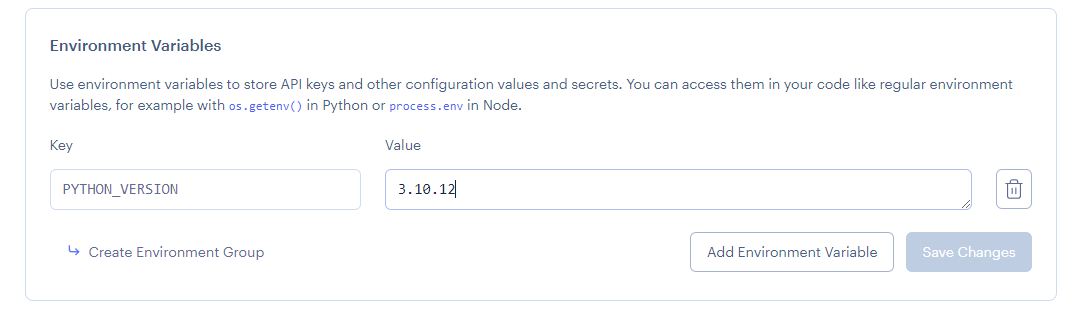 Environment Variables
Use environment variables to store API keys and other configuration values and secrets. You can access them in your code like regular environment
variables, for example with os.getenv() in Python or process.env in Node.
Key Value
PYTHON_VERSION 3.10.12
Create Environment Group Add Environment Variable Save Changes